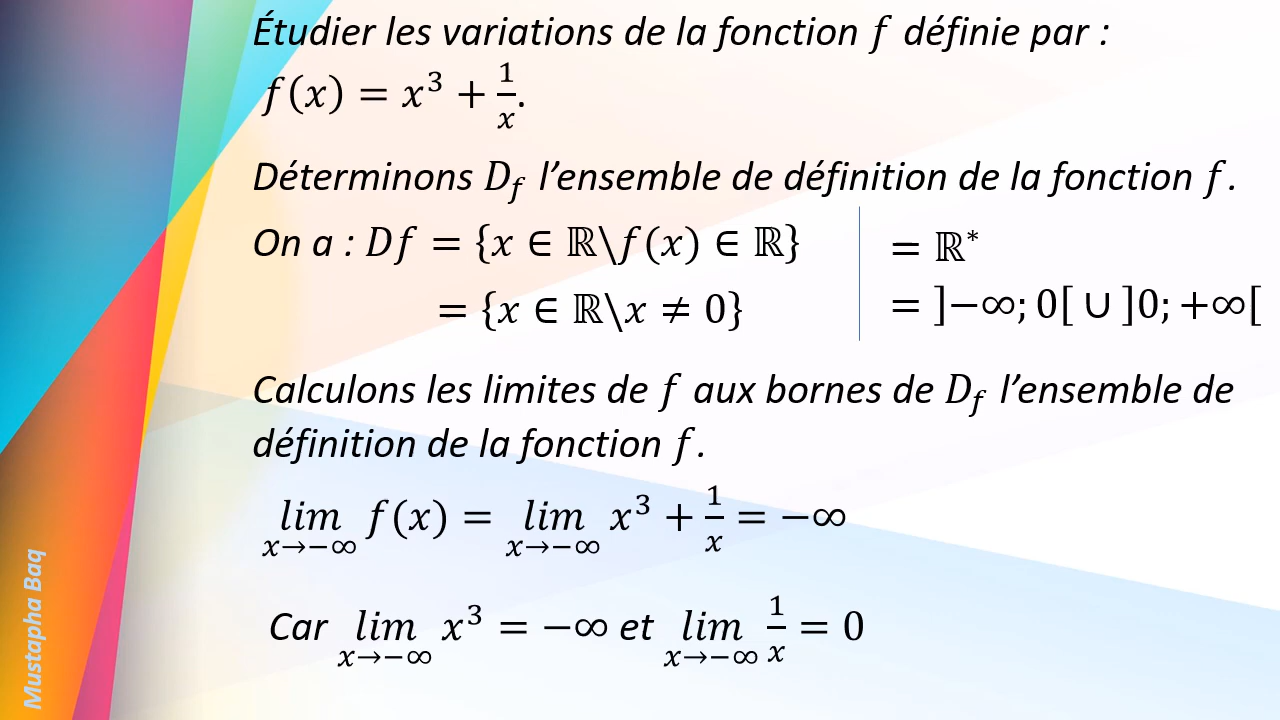 Étudier les variations de la fonction f définie par :
f(x) = x³ + 1/x.
Déterminons D_f l’ensemble de définition de la fonction f.
On a : Df = {x ∈ ℝ\f(x) ∈ ℝ}
= {x ∈ ℝ\x ≠ 0}
= ℝ*
= ]−∞; 0[ ∪ ]0; +∞[
Calculons les limites de f aux bornes de D_f l’ensemble de
définition de la fonction f.
lim_{x→−∞} f(x) = lim_{x→−∞} x³ + 1/x = −∞
Car lim_{x→−∞} x³ = −∞ et lim_{x→−∞} 1/x = 0
Mustapha Baq